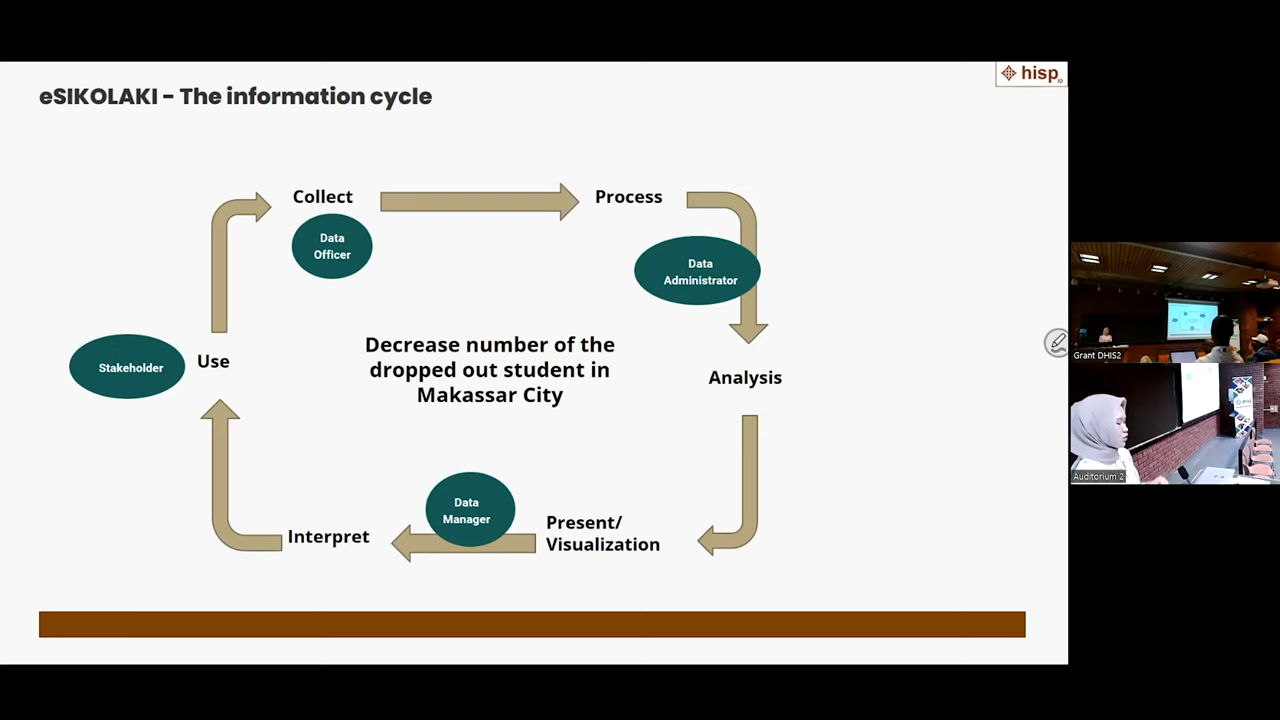 hisp
eSIKOLAKI - The information cycle
Collect
Process
Data
Officer
Data
Administrator
Decrease number of the
dropped out student in
Makassar City
Stakeholder
Use
Analysis
Data
Manager
Interpret
Present/
Visualization
Grant DHIS2
Auditorium 2